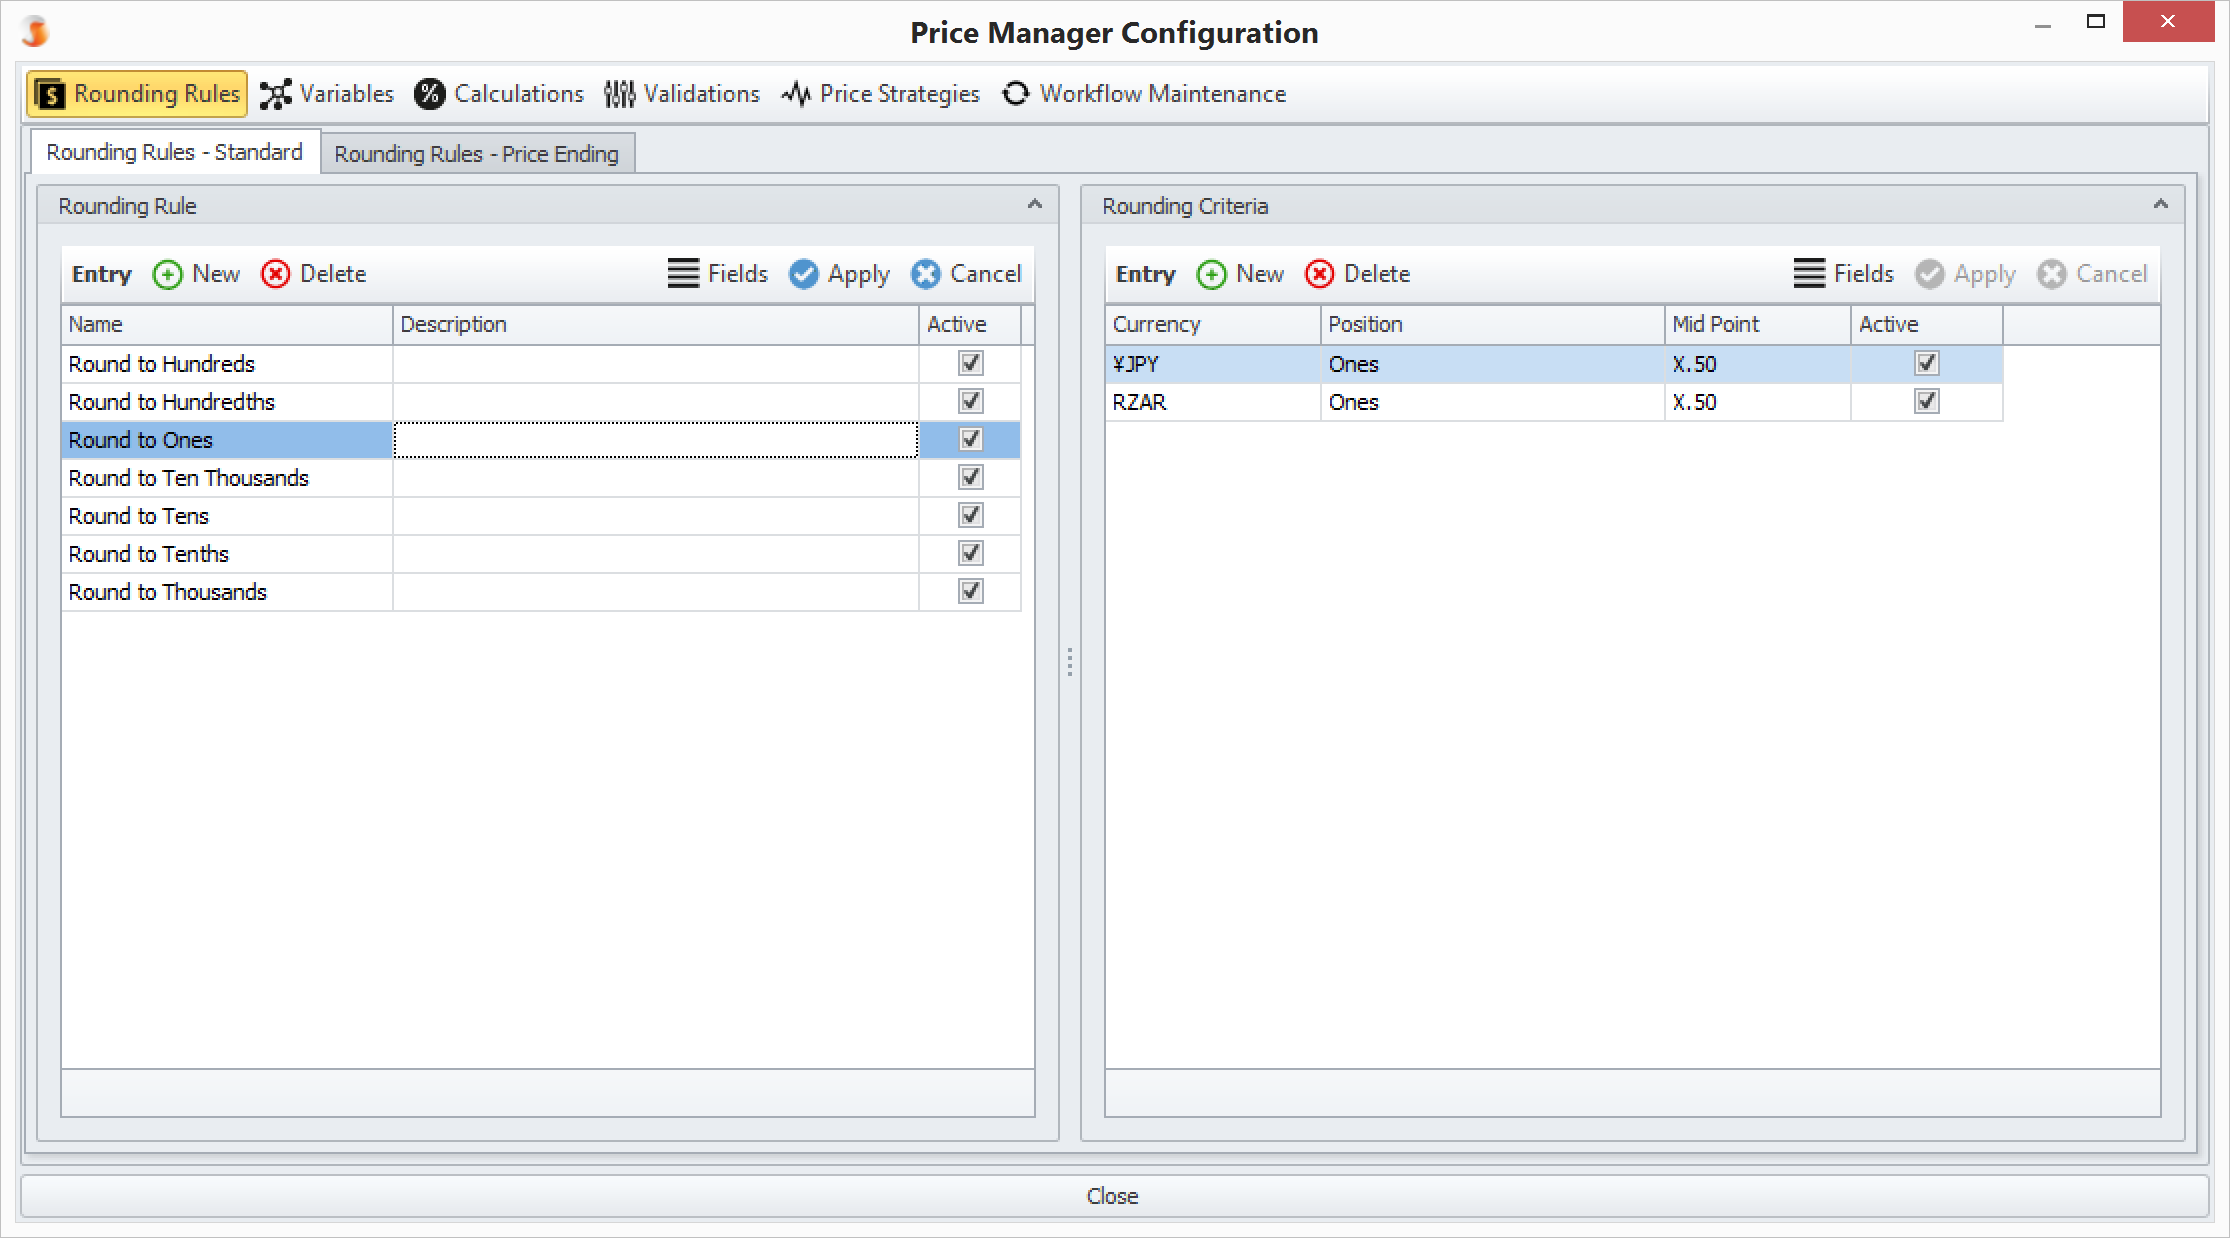 Price Manager Configuration
Rounding Rules Variables % Calculations Validations Price Strategies Workflow Maintenance
Rounding Rules - Standard Rounding Rules - Price Ending
Rounding Rule
Entry New Delete Fields Apply Cancel
Name Description Active
Round to Hundreds
Round to Hundredths
Round to Ones
Round to Ten Thousands
Round to Tens
Round to Tenths
Round to Thousands
Rounding Criteria
Entry New Delete Fields Apply Cancel
Currency Position Mid Point Active
¥JPY Ones X.50
RZAR Ones X.50
Close